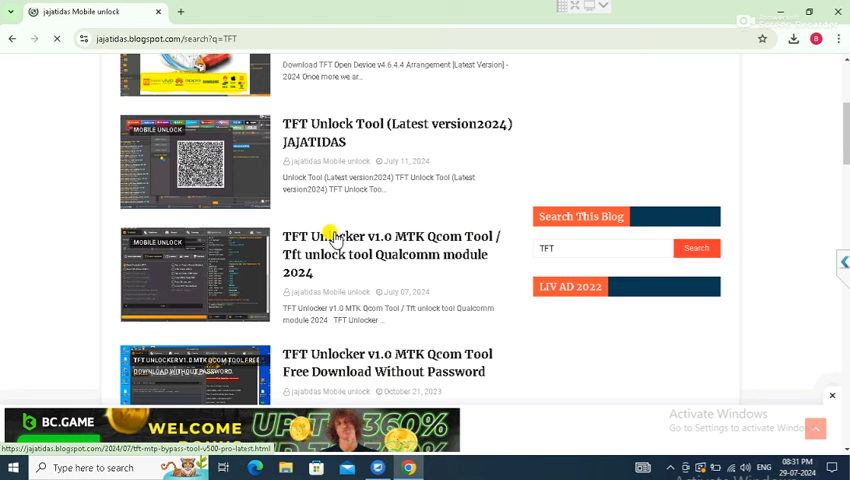 jajatidas Mobile unlock
jajatidas.blogspot.com/search?q=TFT
B
Download TFT Open Device v4.6.4.4 Arrangement [Latest Version] -
2024 Once more we ar...
MOBILE UNLOCK
TFT Unlock Tool (Latest version2024)
JAJATIDAS
jajatidas Mobile unlock July 11, 2024
Unlock Tool (Latest version2024) TFT Unlock Tool (Latest
version2024) TFT Unlock Too...
Search This Blog
TFT
Search
LIV AD 2022
MOBILE UNLOCK
TFT Unlocker v1.0 MTK Qcom Tool /
Tft unlock tool Qualcomm module
2024
jajatidas Mobile unlock July 07, 2024
TFT Unlocker v1.0 MTK Qcom Tool / Tft unlock tool Qualcomm
module 2024 TFT Unlocker ...
TFT UNLOCKER V1.0 MTK QCOM TOOL FREE
DOWNLOAD WITHOUT PASSWORD.
TFT Unlocker v1.0 MTK Qcom Tool
Free Download Without Password
jajatidas Mobile unlock October 21, 2023
BC.GAME
WELCOME
UP TO 360%
Activate Windows
Go to Settings to activate Windo
https://jajatidas.blogspot.com/2024/07/tft-mtp-bypass-tool-v500-pro-latest.html
Type here to search
ENG
08:31 PM
29-07-2024